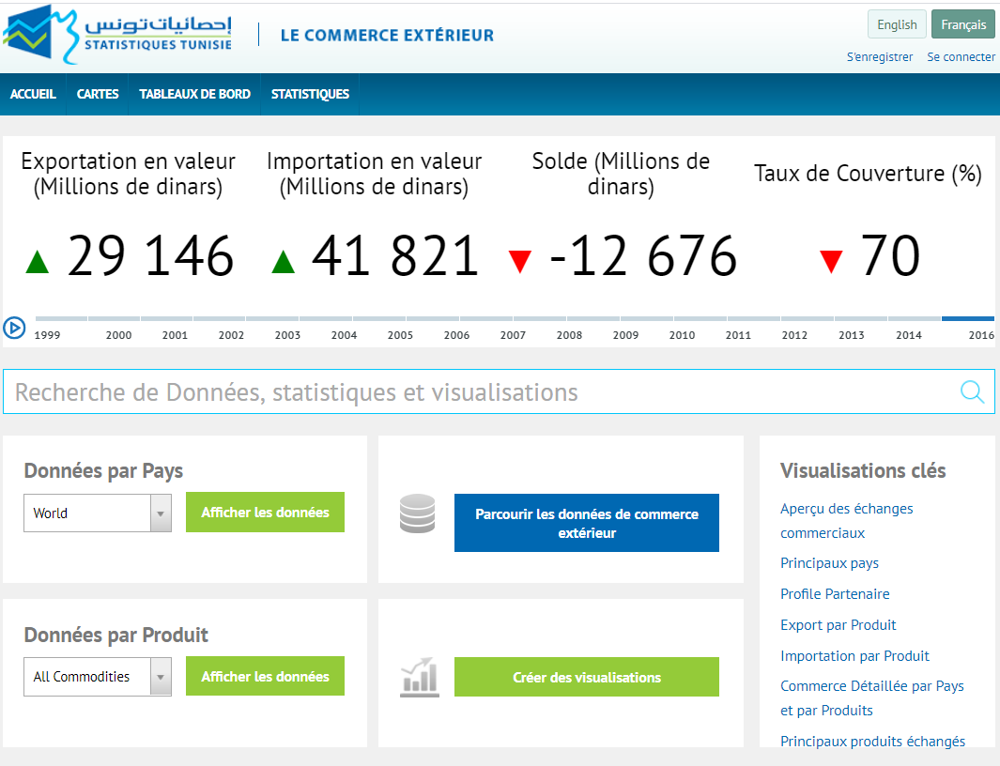 احصائيات تونس
STATISTIQUES TUNISIE
LE COMMERCE EXTÉRIEUR
English
Français
S'enregistrer
Se connecter
ACCUEIL
CARTES
TABLEAUX DE BORD
STATISTIQUES
Exportation en valeur
(Millions de dinars)
29 146
Importation en valeur
(Millions de dinars)
41 821
Solde (Millions de
dinars)
-12 676
Taux de Couverture (%)
70
1999 2000 2001 2002 2003 2004 2005 2006 2007 2008 2009 2010 2011 2012 2013 2014 2016
Recherche de Données, statistiques et visualisations
Données par Pays
World
Afficher les données
Parcourir les données de commerce
extérieur
Données par Produit
All Commodities
Afficher les données
Créer des visualisations
Visualisations clés
Aperçu des échanges
commerciaux
Principaux pays
Profile Partenaire
Export par Produit
Importation par Produit
Commerce Détaillée par Pays
et par Produits
Principaux produits échangés